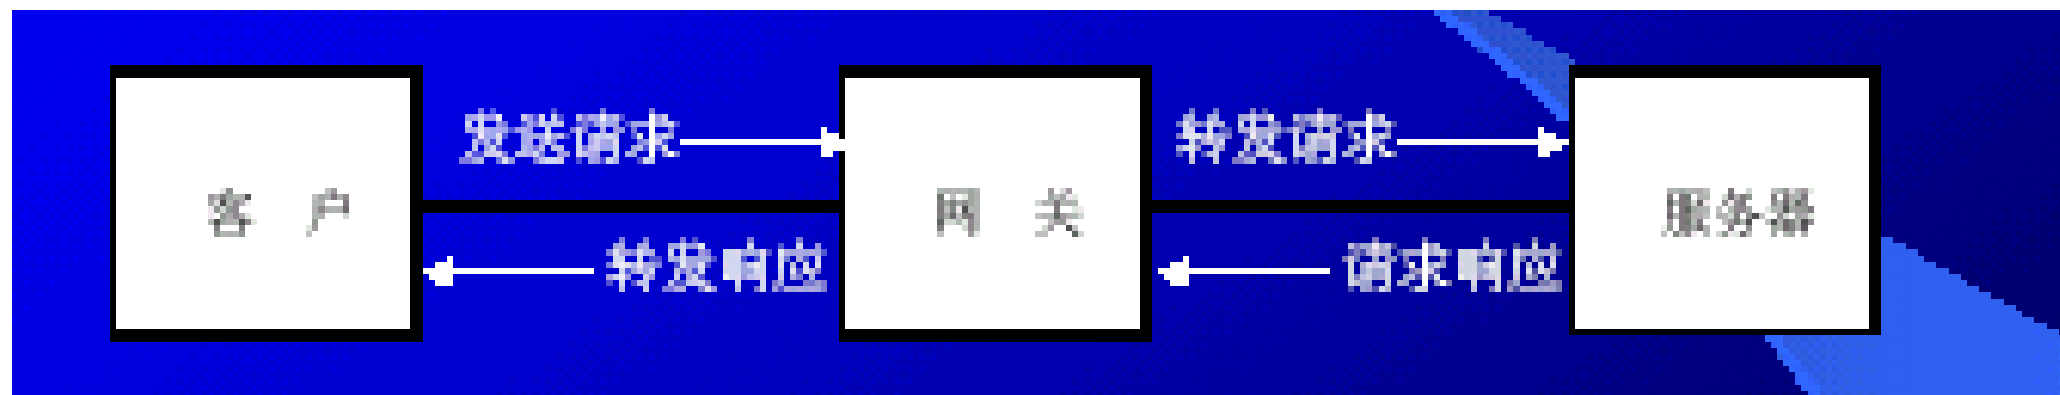 发送请求
转发请求
客 户
网 关
服务器
转发响应
请求响应